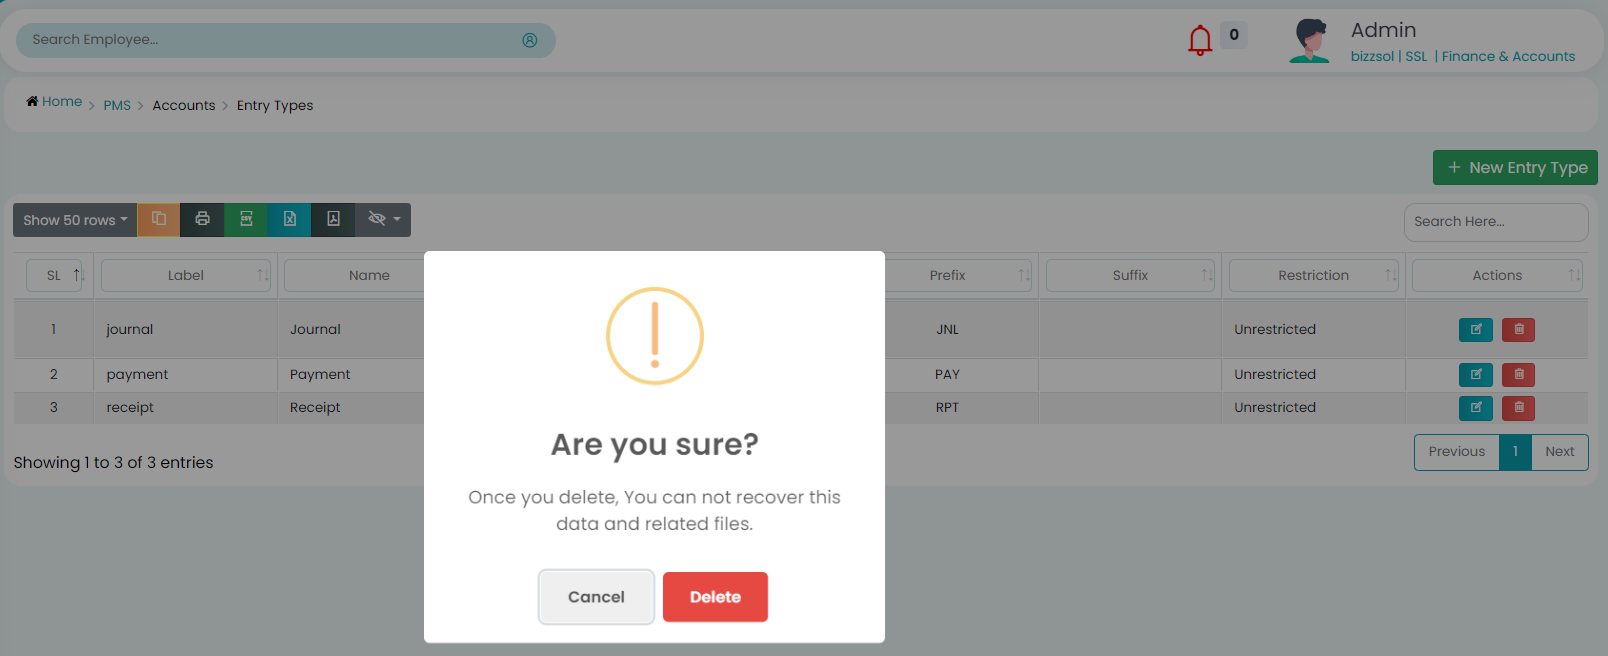 Search Employee...
0
Admin
bizzsol | SSL | Finance & Accounts
Home > PMS > Accounts > Entry Types
+ New Entry Type
Show 50 rows
CSV
Search Here...
SL Label Name Prefix Suffix Restriction Actions
1 journal Journal JNL Unrestricted
2 payment Payment PAY Unrestricted
3 receipt Receipt RPT Unrestricted
Showing 1 to 3 of 3 entries
Previous 1 Next
Are you sure?
Once you delete, You can not recover this
data and related files.
Cancel Delete